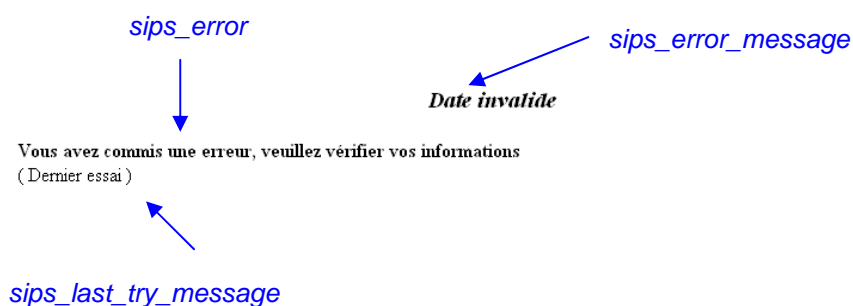 sips_error
sips_error_message
Date invalide
Vous avez commis une erreur, veuillez vérifier vos informations
( Dernier essai )
sips_last_try_message